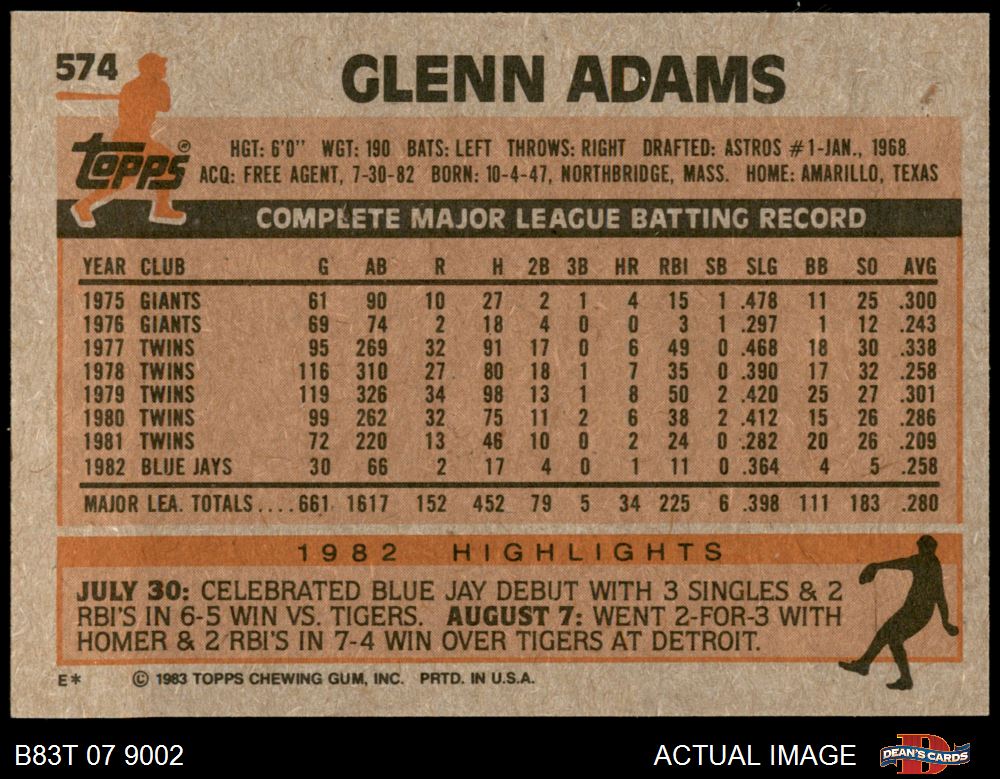 574
GLENN ADAMS
Topps®
HGT: 6'0" WGT: 190 BATS: LEFT THROWS: RIGHT DRAFTED: ASTROS #1-JAN., 1968
ACQ: FREE AGENT, 7-30-82 BORN: 10-4-47, NORTHBRIDGE, MASS. HOME: AMARILLO, TEXAS
COMPLETE MAJOR LEAGUE BATTING RECORD
YEAR CLUB G AB R H 2B 3B HR RBI SB SLG BB SO AVG
1975 GIANTS 61 90 10 27 2 1 4 15 1 .478 11 25 .300
1976 GIANTS 69 74 2 18 4 0 0 3 1 .297 1 12 .243
1977 TWINS 95 269 32 91 17 0 6 49 0 .468 18 30 .338
1978 TWINS 116 310 27 80 18 1 7 35 0 .390 17 32 .258
1979 TWINS 119 326 34 98 13 1 8 50 2 .420 25 27 .301
1980 TWINS 99 262 32 75 11 2 6 38 2 .412 15 26 .286
1981 TWINS 72 220 13 46 10 0 2 24 0 .282 20 26 .209
1982 BLUE JAYS 30 66 2 17 4 0 1 11 0 .364 4 5 .258
MAJOR LEA. TOTALS....661 1617 152 452 79 5 34 225 6 .398 111 183 .280
1982 HIGHLIGHTS
JULY 30: CELEBRATED BLUE JAY DEBUT WITH 3 SINGLES & 2
RBI'S IN 6-5 WIN VS. TIGERS. AUGUST 7: WENT 2-FOR-3 WITH
HOMER & 2 RBI'S IN 7-4 WIN OVER TIGERS AT DETROIT.
E* © 1983 TOPPS CHEWING GUM, INC. PRTD. IN U.S.A.
B83T 07 9002 ACTUAL IMAGE D DEAN'S CARDS